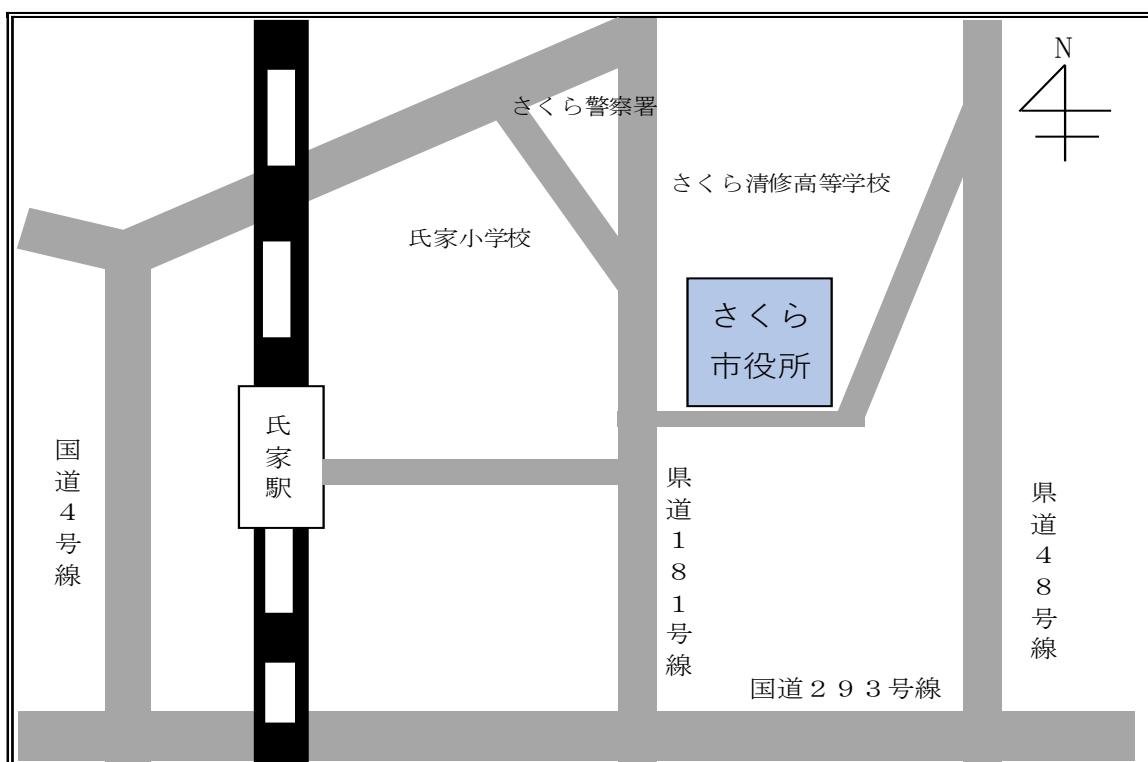 N
さくら警察署
さくら清修高等学校
氏家小学校
さくら
市役所
氏家駅
国道４号線
県道１８１号線
県道４８号線
国道２９３号線